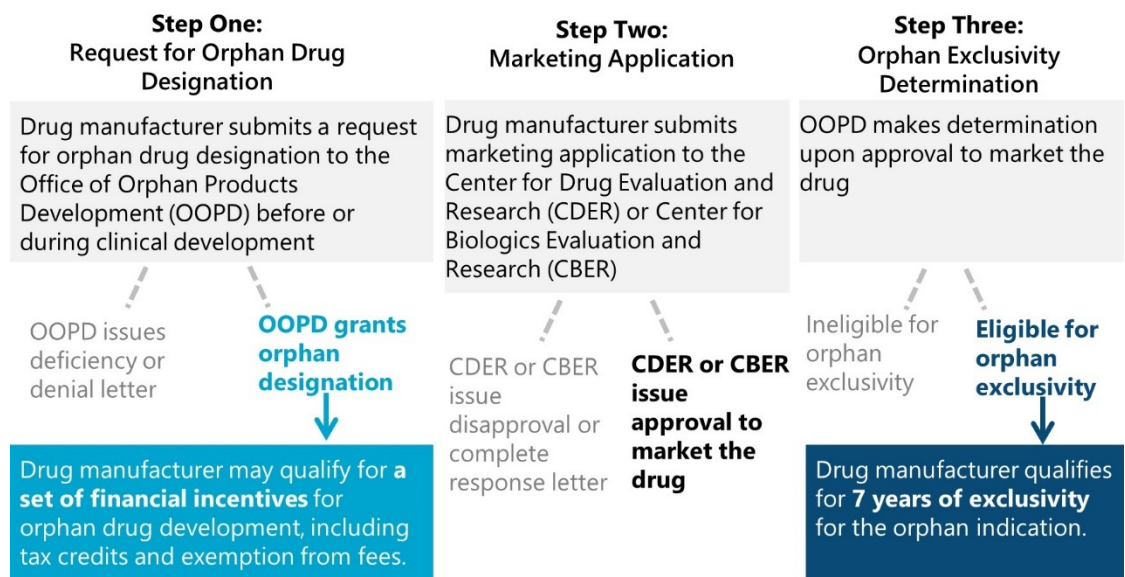 Step One:
Request for Orphan Drug
Designation
Drug manufacturer submits a request
for orphan drug designation to the
Office of Orphan Products
Development (OOPD) before or
during clinical development
OOPD issues
deficiency or
denial letter
OOPD grants
orphan
designation
Drug manufacturer may qualify for a
set of financial incentives for
orphan drug development, including
tax credits and exemption from fees.
Step Two:
Marketing Application
Drug manufacturer submits
marketing application to the
Center for Drug Evaluation and
Research (CDER) or Center for
Biologics Evaluation and
Research (CBER)
CDER or CBER
issue
disapproval or
complete
response letter
CDER or CBER
issue
approval to
market the
drug
Step Three:
Orphan Exclusivity
Determination
OOPD makes determination
upon approval to market the
drug
Ineligible for
orphan
exclusivity
Eligible for
orphan
exclusivity
Drug manufacturer qualifies
for 7 years of exclusivity
for the orphan indication.